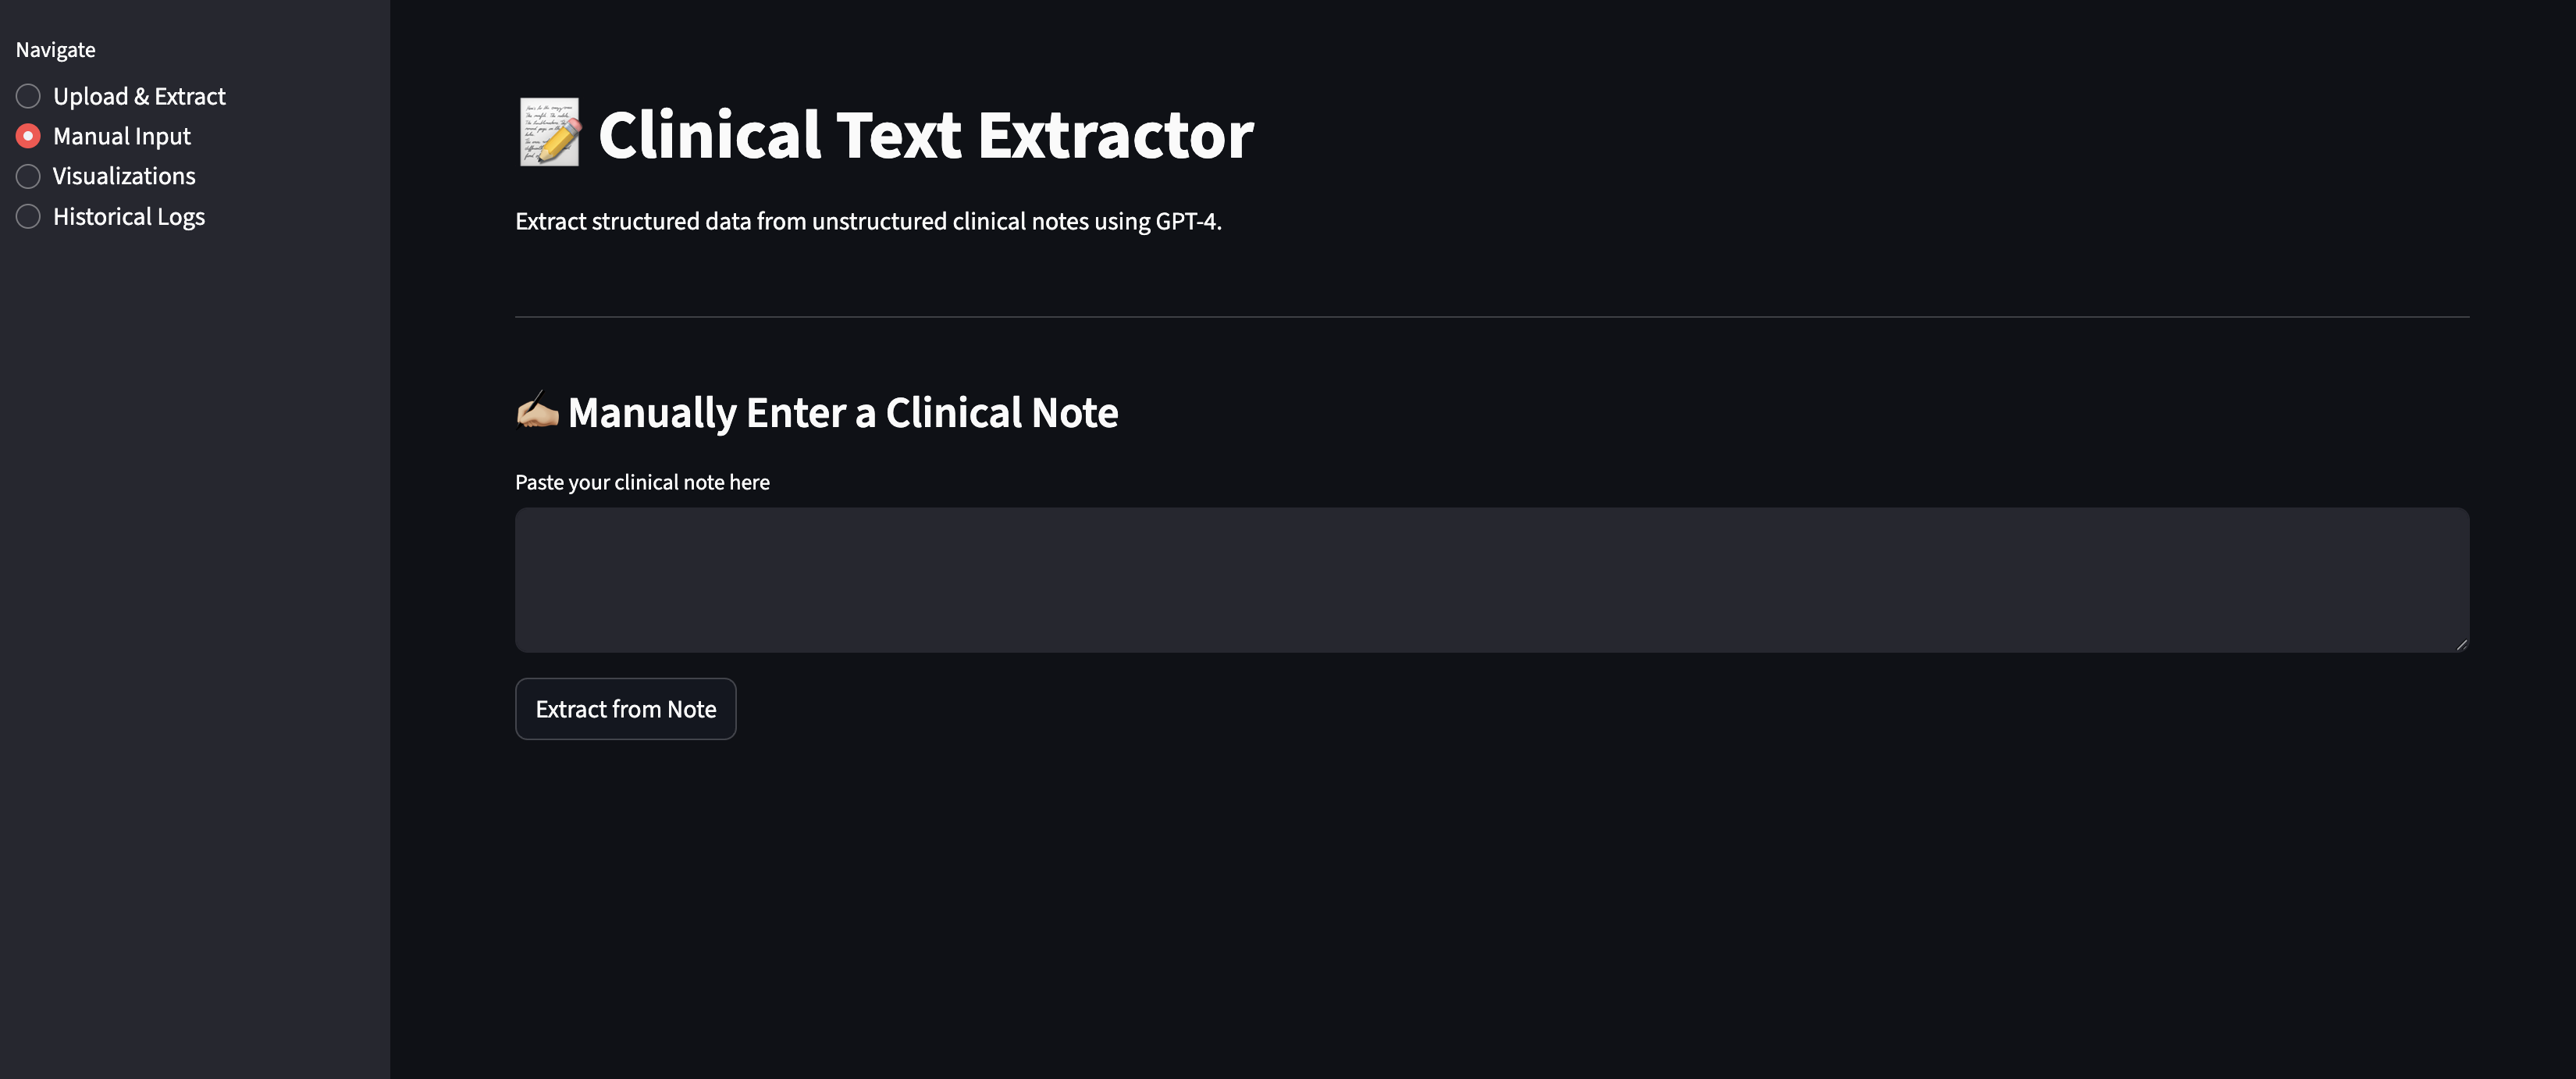 Navigate
Upload & Extract
Manual Input
Visualizations
Historical Logs
Clinical Text Extractor
Extract structured data from unstructured clinical notes using GPT-4.
Manually Enter a Clinical Note
Paste your clinical note here
Extract from Note